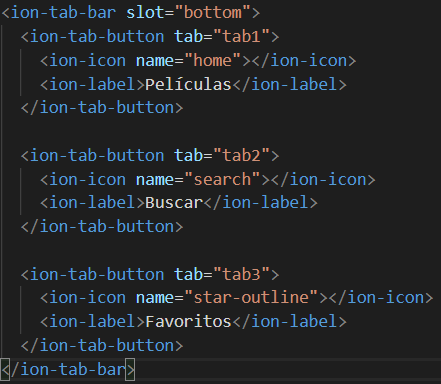 <ion-tab-bar slot="bottom">
<ion-tab-button tab="tab1">
<ion-icon name="home"></ion-icon>
<ion-label>Películas</ion-label>
</ion-tab-button>
<ion-tab-button tab="tab2">
<ion-icon name="search"></ion-icon>
<ion-label>Buscar</ion-label>
</ion-tab-button>
<ion-tab-button tab="tab3">
<ion-icon name="star-outline"></ion-icon>
<ion-label>Favoritos</ion-label>
</ion-tab-button>
</ion-tab-bar>